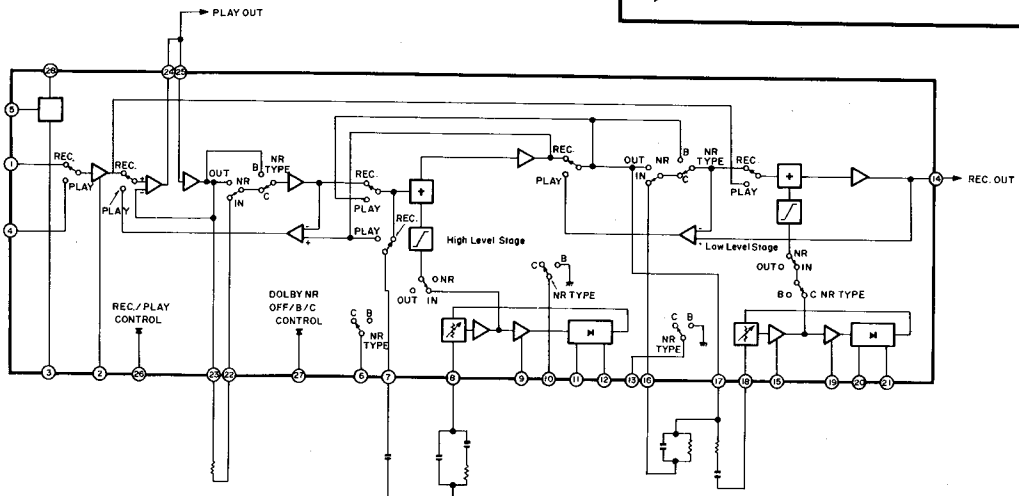 PLAY OUT
28
24
25
5
1
REC.
PLAY
4
REC.
PLAY
+
-
OUT
NR
IN
B
NR
TYPE
C
-
+
REC.
PLAY
PLAY
REC.
+
High Level Stage
O NR
OUT
IN
REC.
PLAY
OUT
NR
IN
B
NR
TYPE
C
-
+
Low Level Stage
REC.
PLAY
+
NR
OUT O
IN
B O
C NR TYPE
14
REC. OUT
REC./PLAY
CONTROL
DOLBY NR
OFF/B/C
CONTROL
C
B
NR
TYPE
C
B
NR TYPE
C
B
NR
TYPE
3
2
26
23
22
27
6
7
8
9
10
11
12
13
16
17
18
15
19
20
21